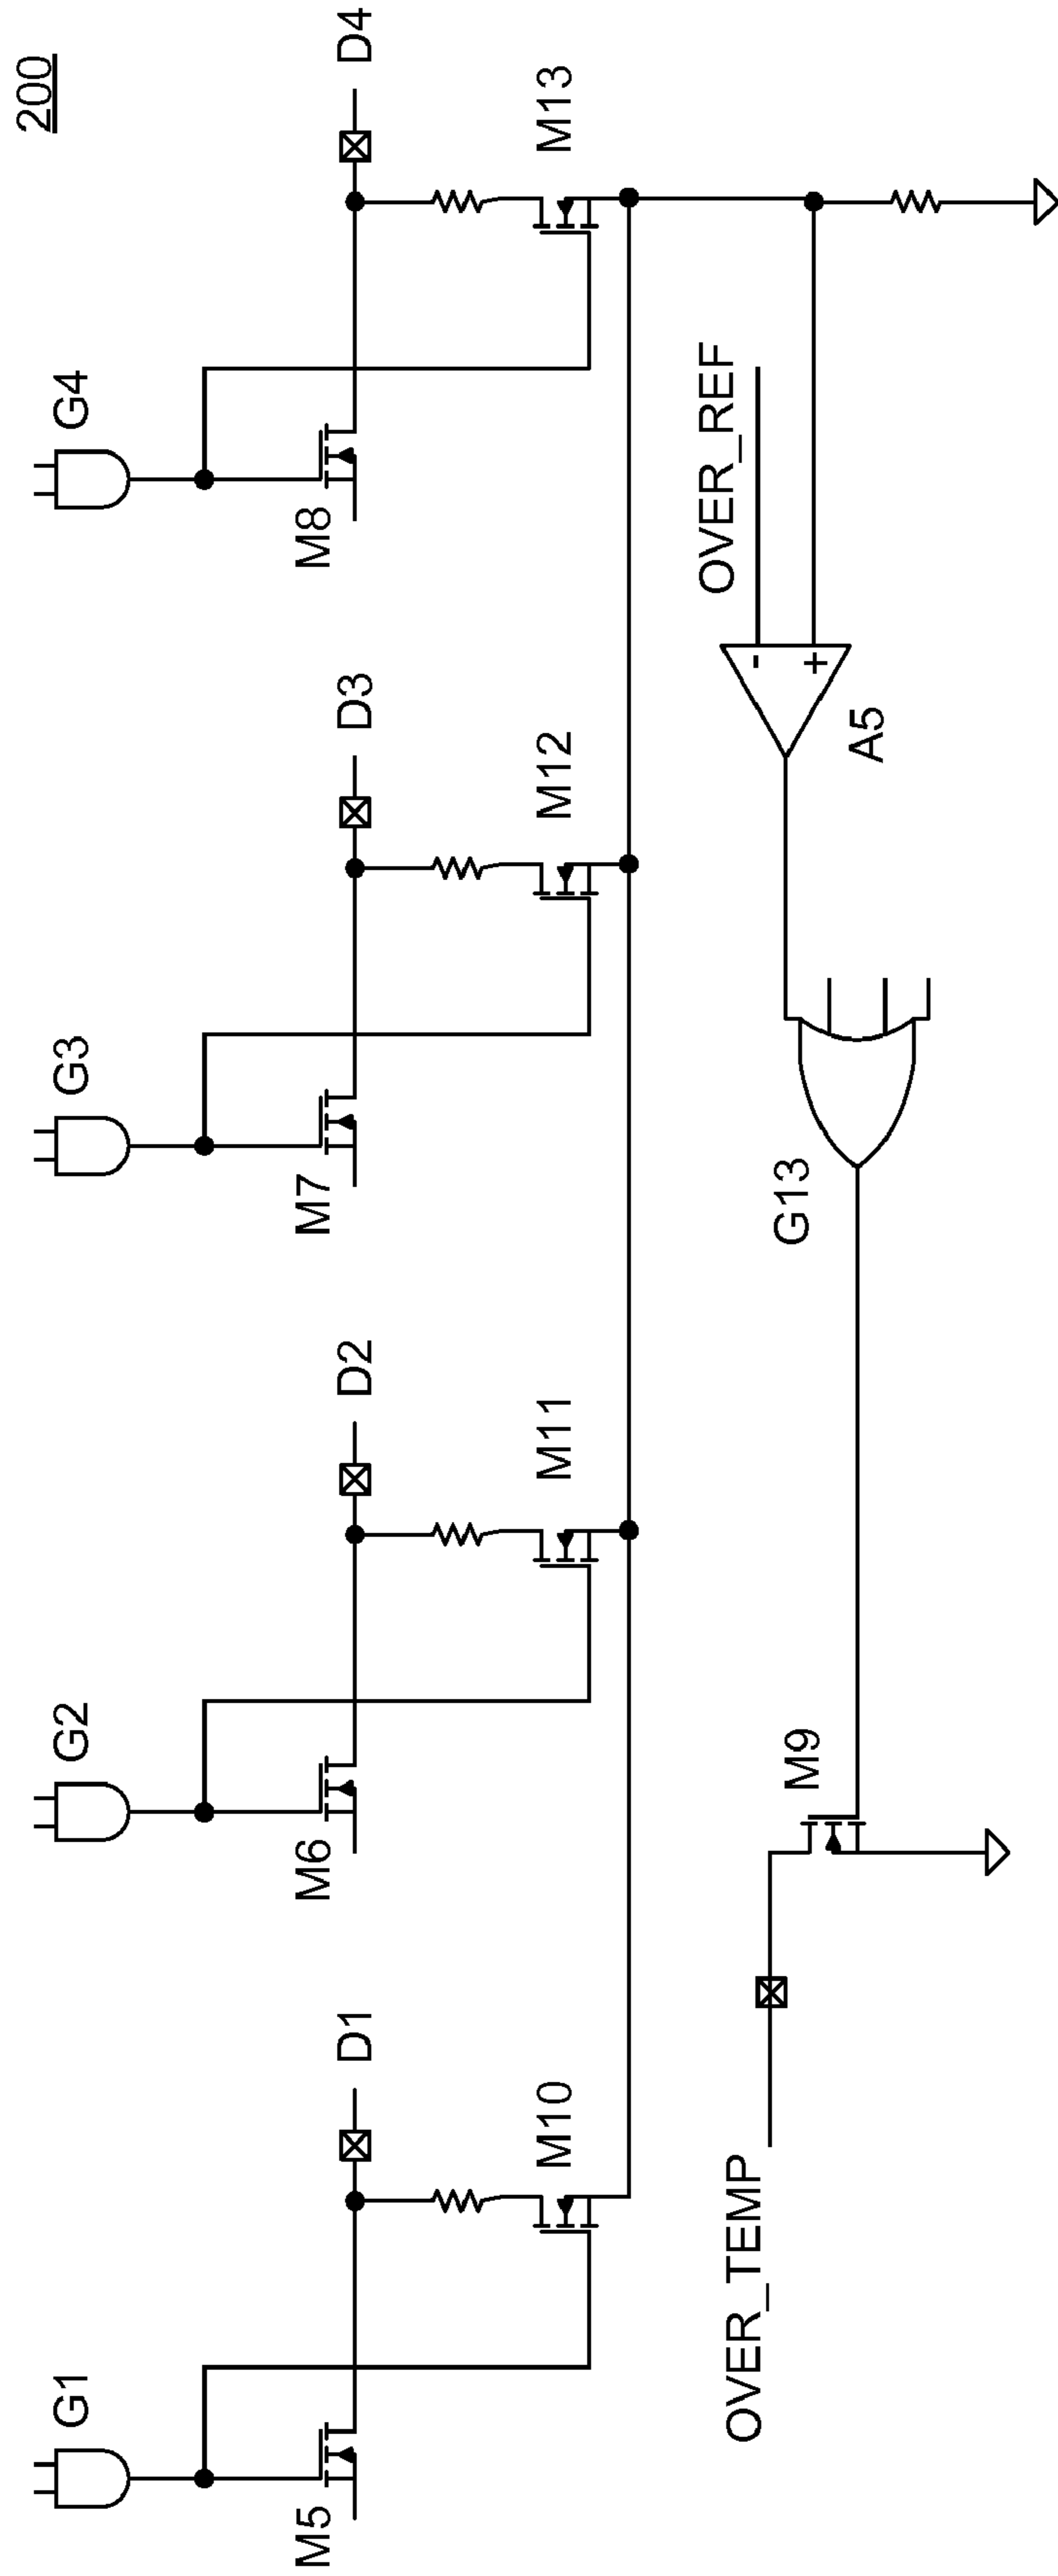 200
G1
G2
G3
G4
D1
D2
D3
D4
M5
M6
M7
M8
M10
M11
M12
M13
OVER_REF
OVER_TEMP
M9
G13
-
+
A5